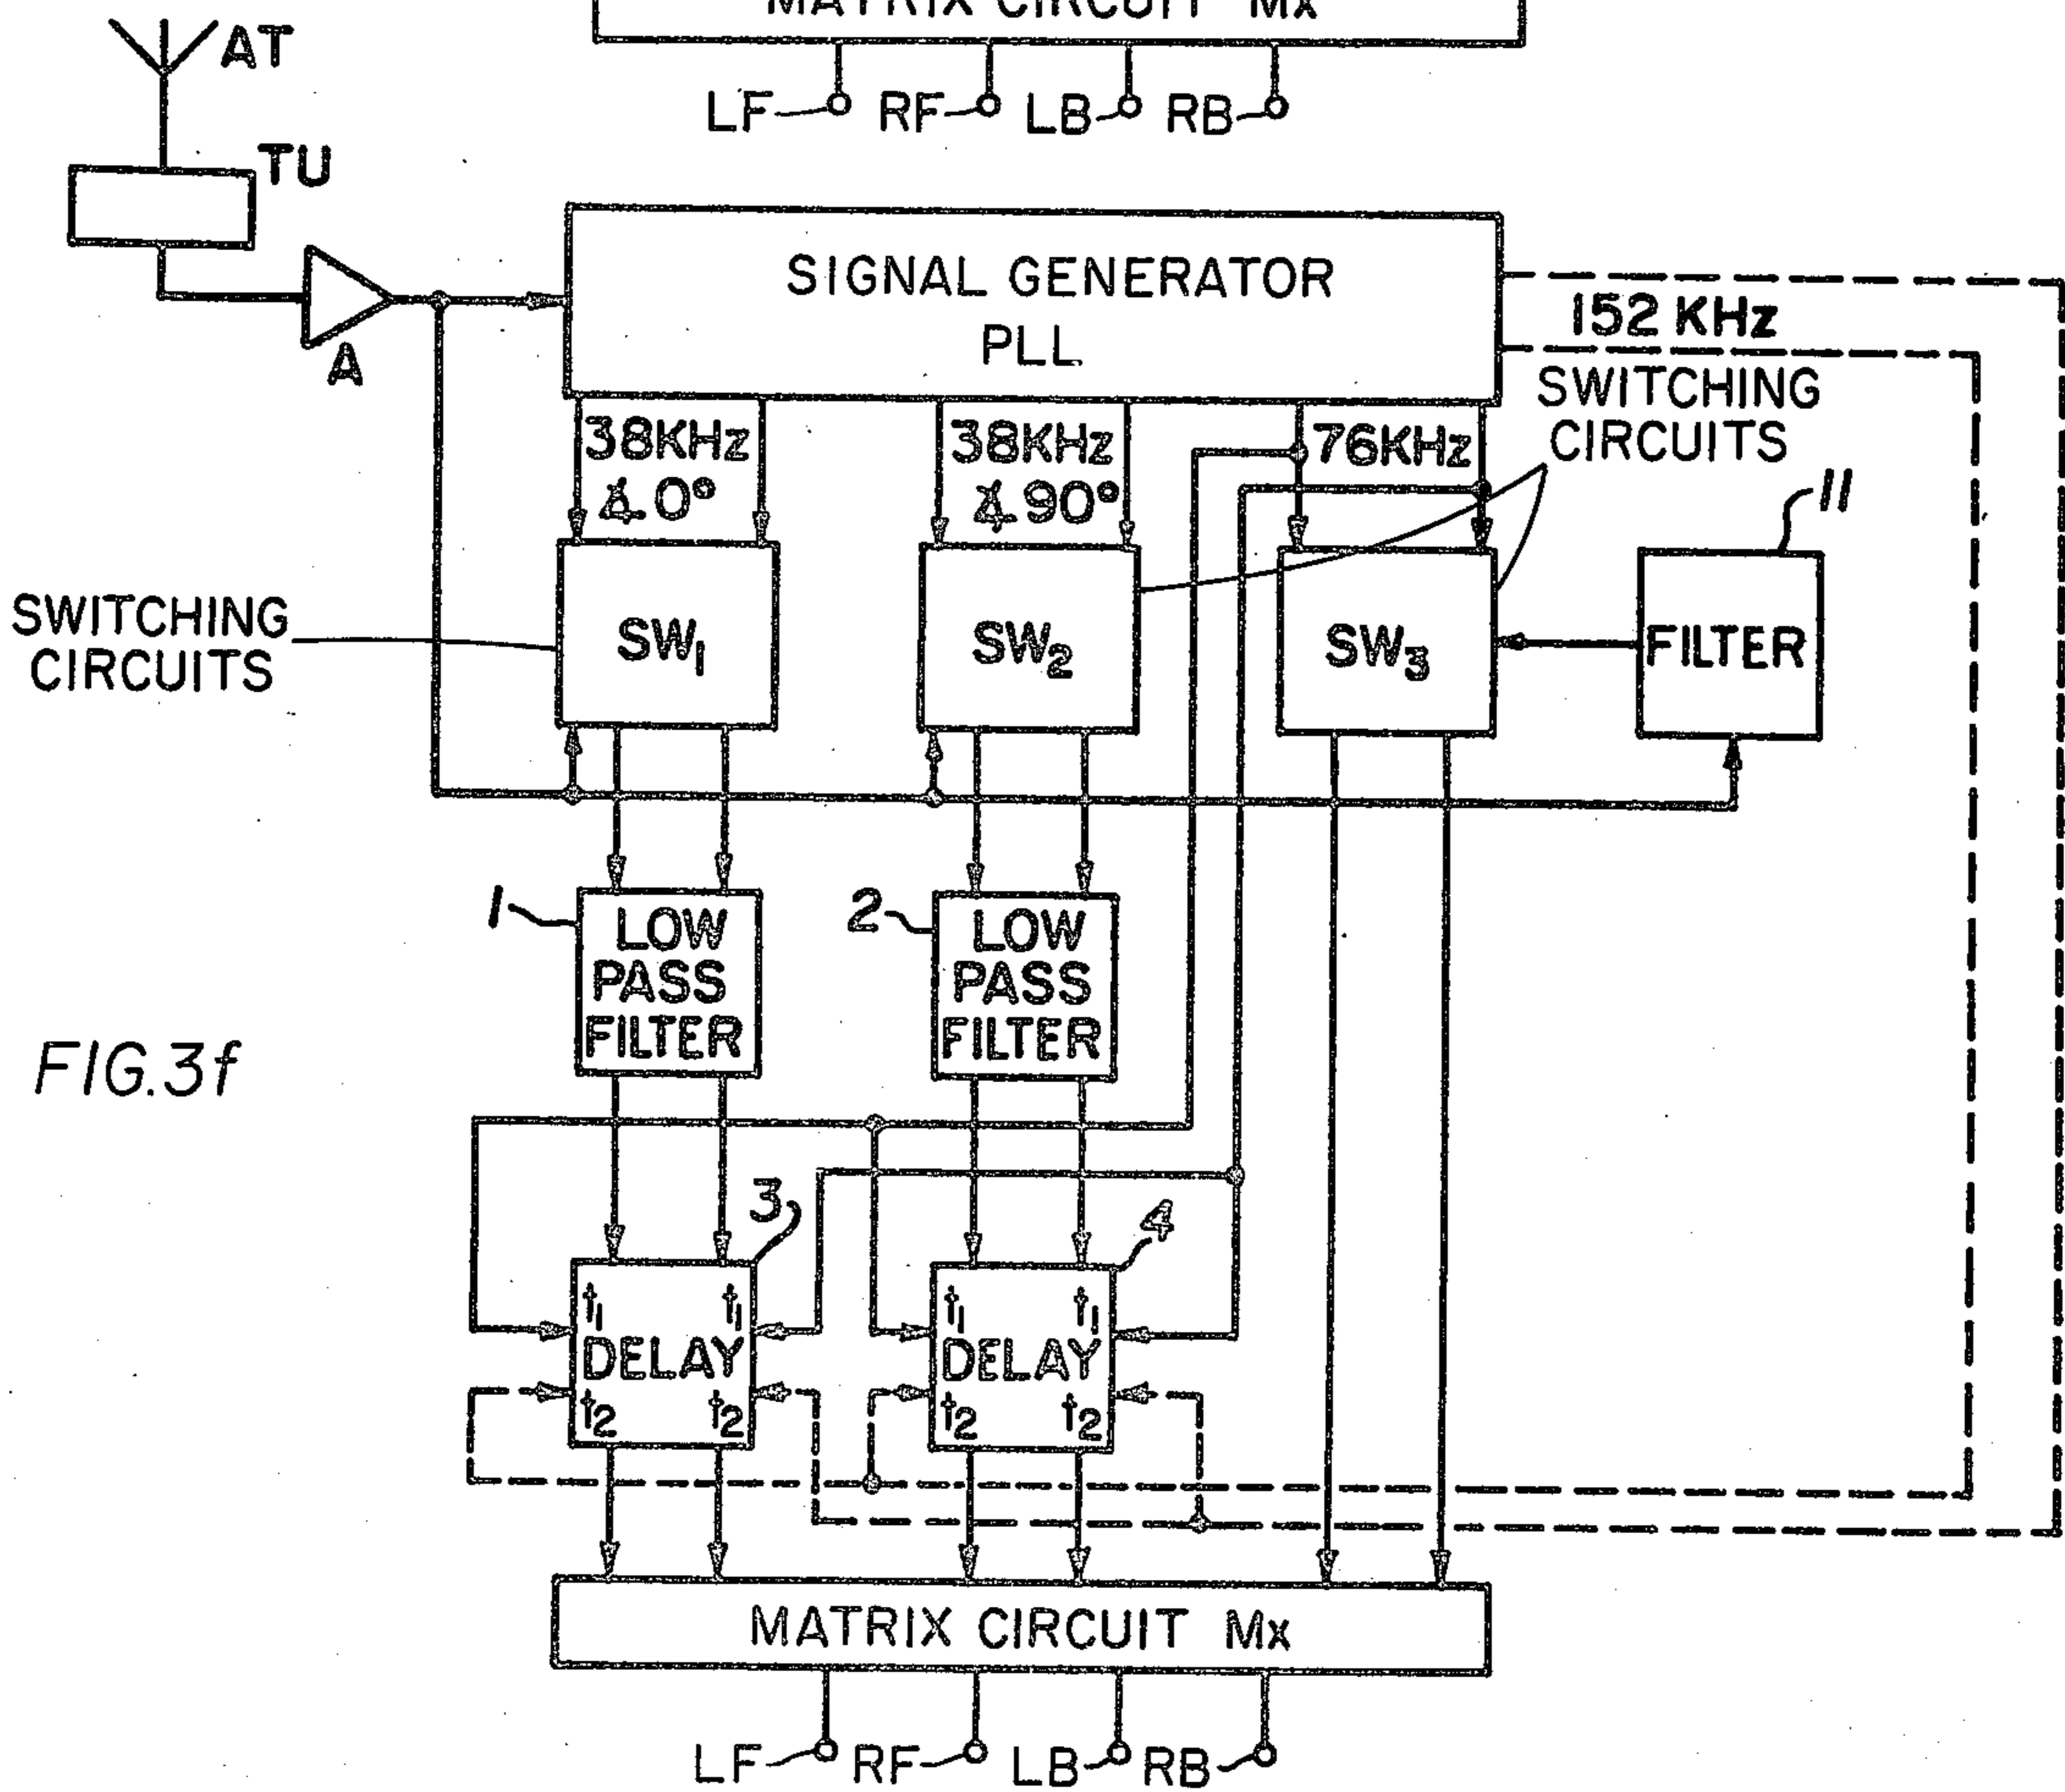 MATRIX CIRCUIT Mx
AT
LF RF LB RB
TU
SIGNAL GENERATOR
PLL
152 KHz
A
SWITCHING
CIRCUITS
38KHz
∡ 0°
38KHz
∡ 90°
76KHz
11
SWITCHING
CIRCUITS
SW1
SW2
SW3
FILTER
1
LOW
PASS
FILTER
2
LOW
PASS
FILTER
FIG.3f
3
4
t1 t1
DELAY
t2 t2
t1 t1
DELAY
t2 t2
MATRIX CIRCUIT Mx
LF RF LB RB